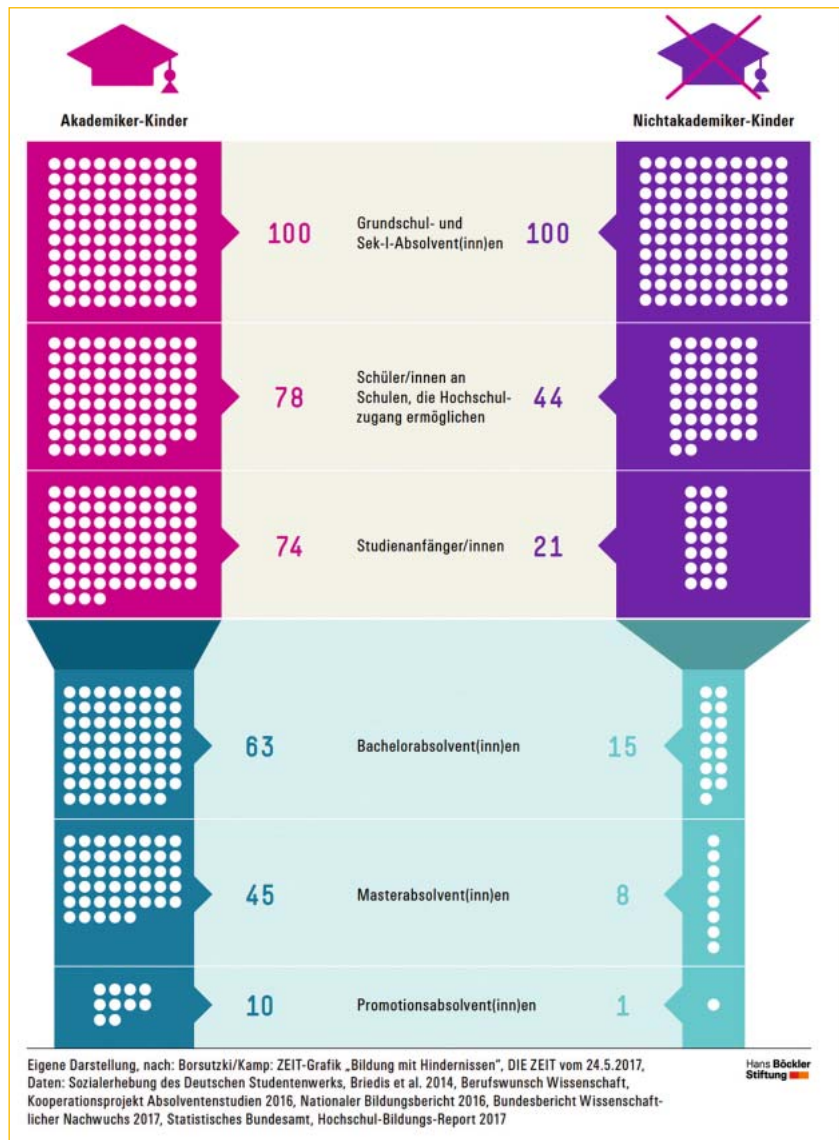 Akademiker-Kinder
Nichtakademiker-Kinder
100
Grundschul- und
Sek-I-Absolvent(inn)en
100
78
Schüler/innen an
Schulen, die Hochschul-
zugang ermöglichen
44
74
Studienanfänger/innen
21
63
Bachelorabsolvent(inn)en
15
45
Masterabsolvent(inn)en
8
10
Promotionsabsolvent(inn)en
1
Eigene Darstellung, nach: Borsutzki/Kamp: ZEIT-Grafik „Bildung mit Hindernissen“, DIE ZEIT vom 24.5.2017,
Daten: Sozialerhebung des Deutschen Studentenwerks, Briedis et al. 2014, Berufswunsch Wissenschaft,
Kooperationsprojekt Absolventenstudien 2016, Nationaler Bildungsbericht 2016, Bundesbericht Wissenschaft-
licher Nachwuchs 2017, Statistisches Bundesamt, Hochschul-Bildungs-Report 2017
Hans Böckler
Stiftung